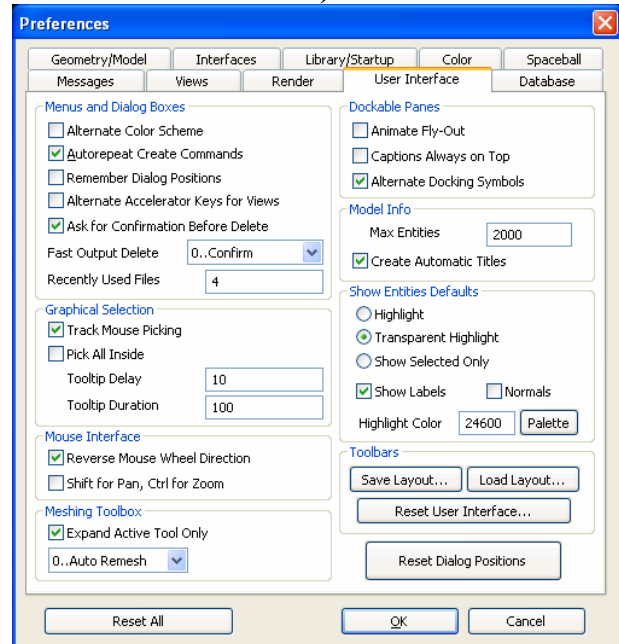 Preferences
Geometry/Model Interfaces Library/Startup Color Spaceball
Messages Views Render User Interface Database
Menus and Dialog Boxes
Alternate Color Scheme
Autorepeat Create Commands
Remember Dialog Positions
Alternate Accelerator Keys for Views
Ask for Confirmation Before Delete
Fast Output Delete 0..Confirm
Recently Used Files 4
Graphical Selection
Track Mouse Picking
Pick All Inside
Tooltip Delay 10
Tooltip Duration 100
Mouse Interface
Reverse Mouse Wheel Direction
Shift for Pan, Ctrl for Zoom
Meshing Toolbox
Expand Active Tool Only
0..Auto Remesh
Dockable Panes
Animate Fly-Out
Captions Always on Top
Alternate Docking Symbols
Model Info
Max Entities 2000
Create Automatic Titles
Show Entities Defaults
Highlight
Transparent Highlight
Show Selected Only
Show Labels Normals
Highlight Color 24600 Palette
Toolbars
Save Layout... Load Layout...
Reset User Interface...
Reset Dialog Positions
Reset All OK Cancel